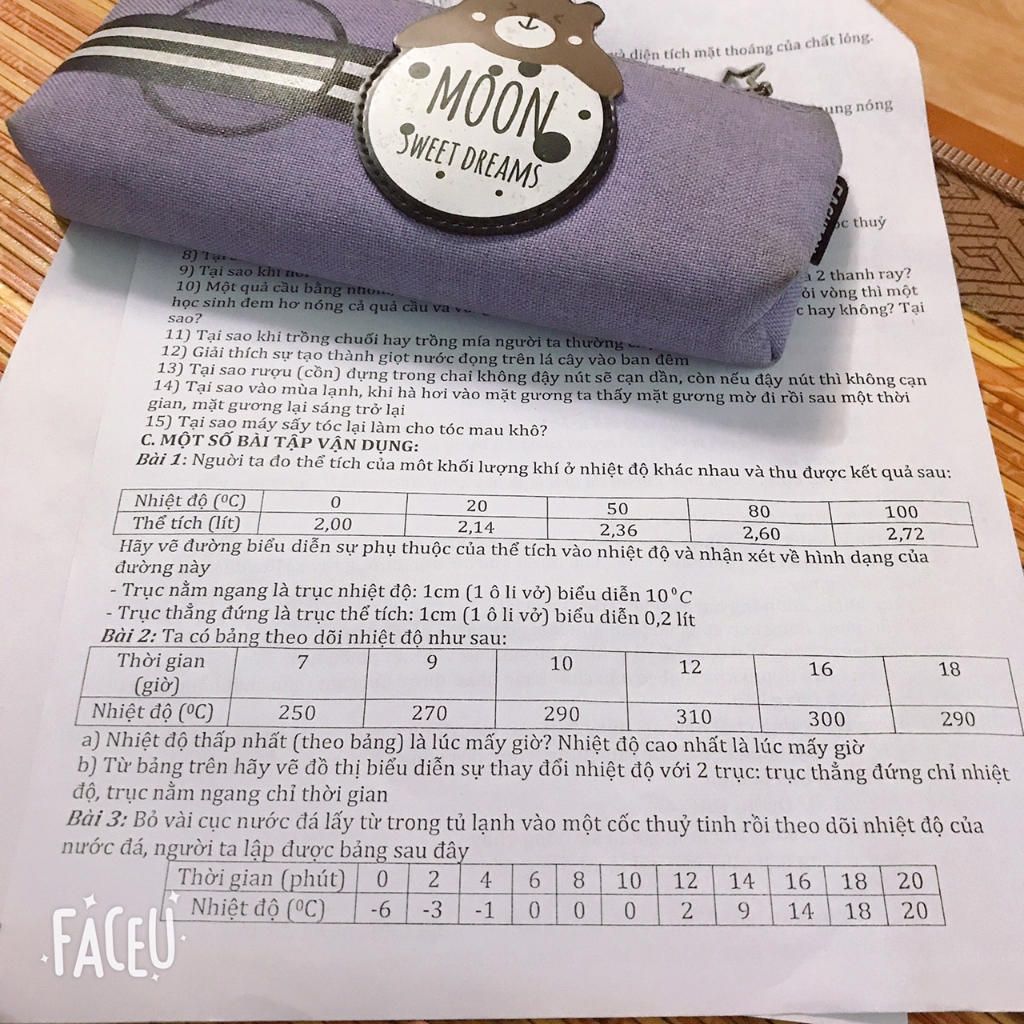 MOON
SWEET DREAMS
diện tích mặt thoáng của chất lỏng.
nóng
thuỷ
9) Tại sao khi
2 thanh ray?
10) Một quả cầu bằng
vòng thì một
học sinh đem hơ nóng cả quả cầu và
hay không? Tại
sao?
11) Tại sao khi trồng chuối hay trồng mía người ta thường
12) Giải thích sự tạo thành giọt nước đọng trên lá cây vào ban đêm
13) Tại sao rượu (cồn) đựng trong chai không đậy nút sẽ cạn dần, còn nếu đậy nút thì không cạn
14) Tại sao vào mùa lạnh, khi hà hơi vào mặt gương ta thấy mặt gương mờ đi rồi sau một thời
gian, mặt gương lại sáng trở lại
15) Tại sao máy sấy tóc lại làm cho tóc mau khô?
C. MỘT SỐ BÀI TẬP VẬN DỤNG:
Bài 1: Nguời ta đo thể tích của môt khối lượng khí ở nhiệt độ khác nhau và thu được kết quả sau:
Nhiệt độ (⁰C) 0 20 50 80 100
Thể tích (lít) 2,00 2,14 2,36 2,60 2,72
Hãy vẽ đường biểu diễn sự phụ thuộc của thể tích vào nhiệt độ và nhận xét về hình dạng của
đường này
- Trục nằm ngang là trục nhiệt độ: 1cm (1 ô li vở) biểu diễn 10⁰C
- Trục thẳng đứng là trục thể tích: 1cm (1 ô li vở) biểu diễn 0,2 lít
Bài 2: Ta có bảng theo dõi nhiệt độ như sau:
Thời gian 7 9 10 12 16 18
(giờ)
Nhiệt độ (⁰C) 250 270 290 310 300 290
a) Nhiệt độ thấp nhất (theo bảng) là lúc mấy giờ? Nhiệt độ cao nhất là lúc mấy giờ
b) Từ bảng trên hãy vẽ đồ thị biểu diễn sự thay đổi nhiệt độ với 2 trục: trục thẳng đứng chỉ nhiệt
độ, trục nằm ngang chỉ thời gian
Bài 3: Bỏ vài cục nước đá lấy từ trong tủ lạnh vào một cốc thuỷ tinh rồi theo dõi nhiệt độ của
nước đá, người ta lập được bảng sau đây
Thời gian (phút) 0 2 4 6 8 10 12 14 16 18 20
Nhiệt độ (⁰C) -6 -3 -1 0 0 0 2 9 14 18 20
FACEU